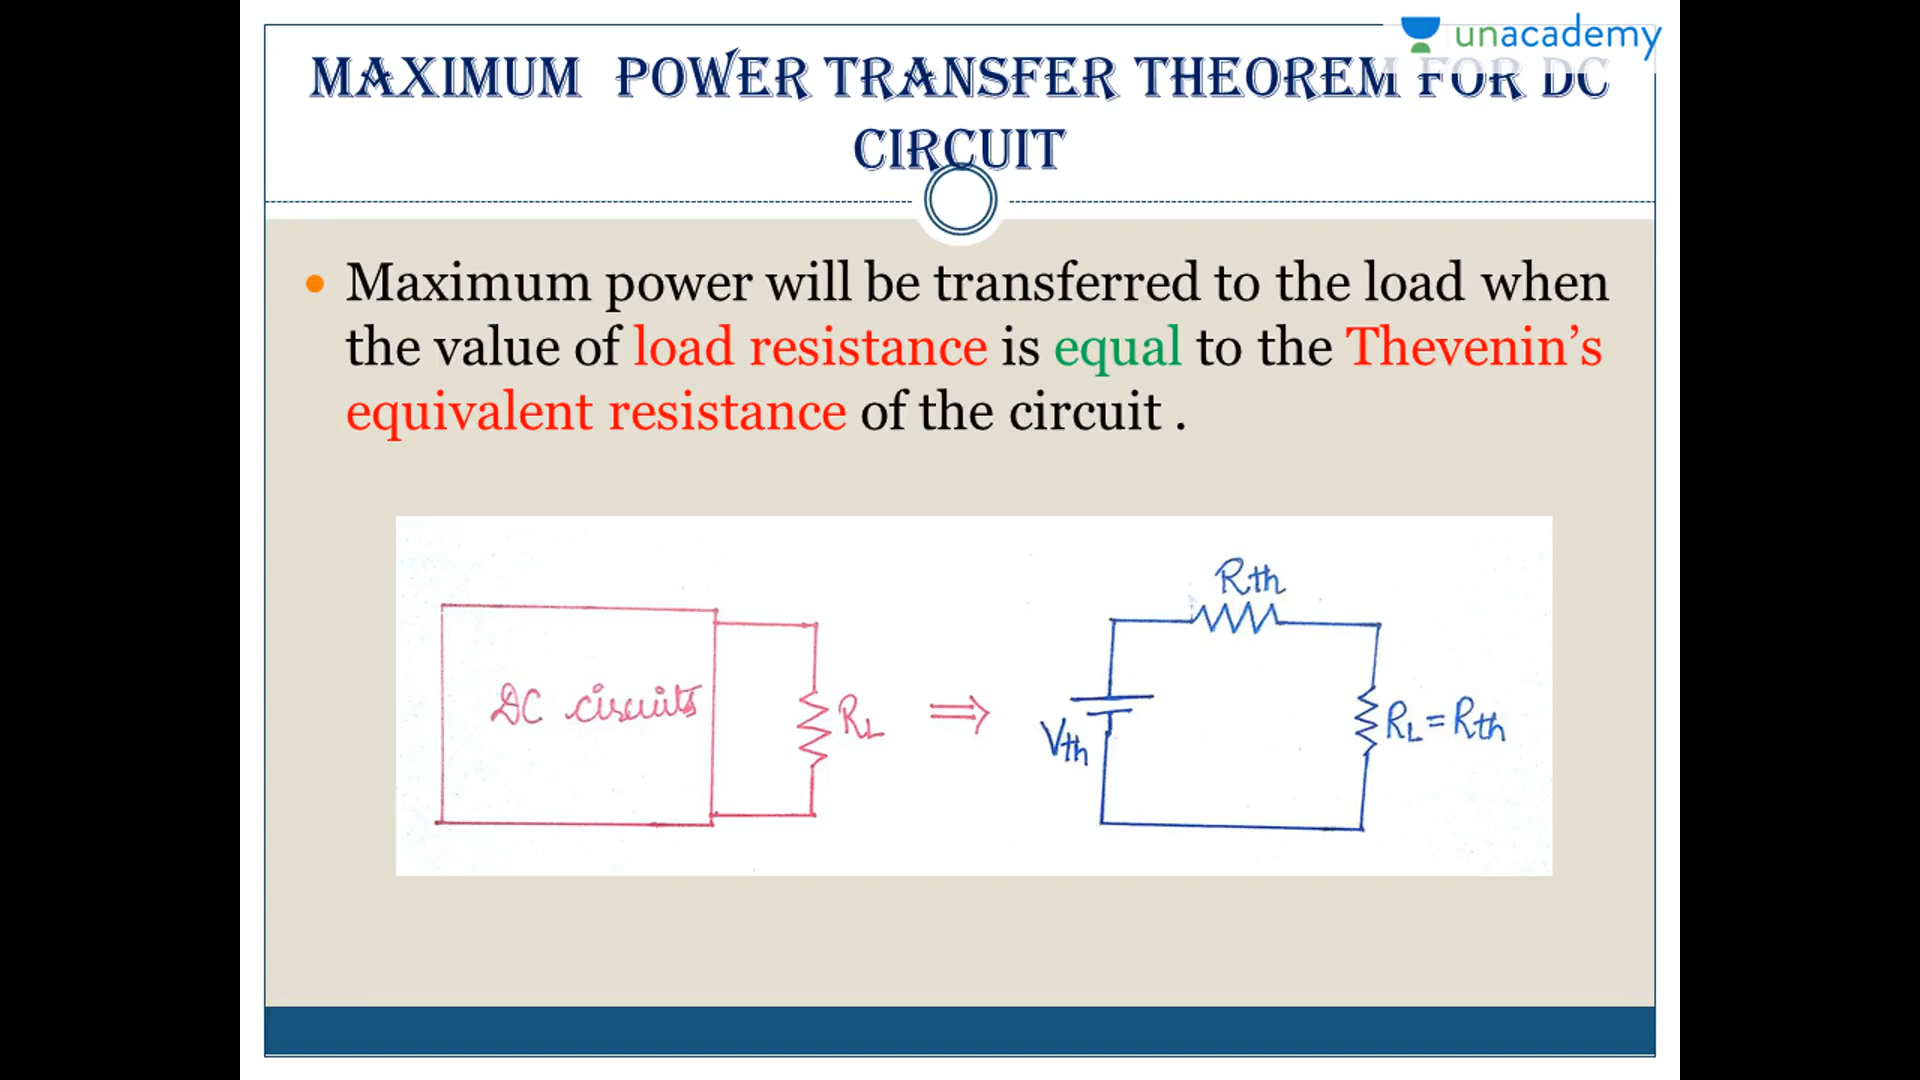 unacademy
MAXIMUM POWER TRANSFER THEOREM FOR DC
CIRCUIT
• Maximum power will be transferred to the load when
the value of load resistance is equal to the Thevenin's
equivalent resistance of the circuit .
Rth
DC circuits
RL
⇒
Vth
RL = Rth